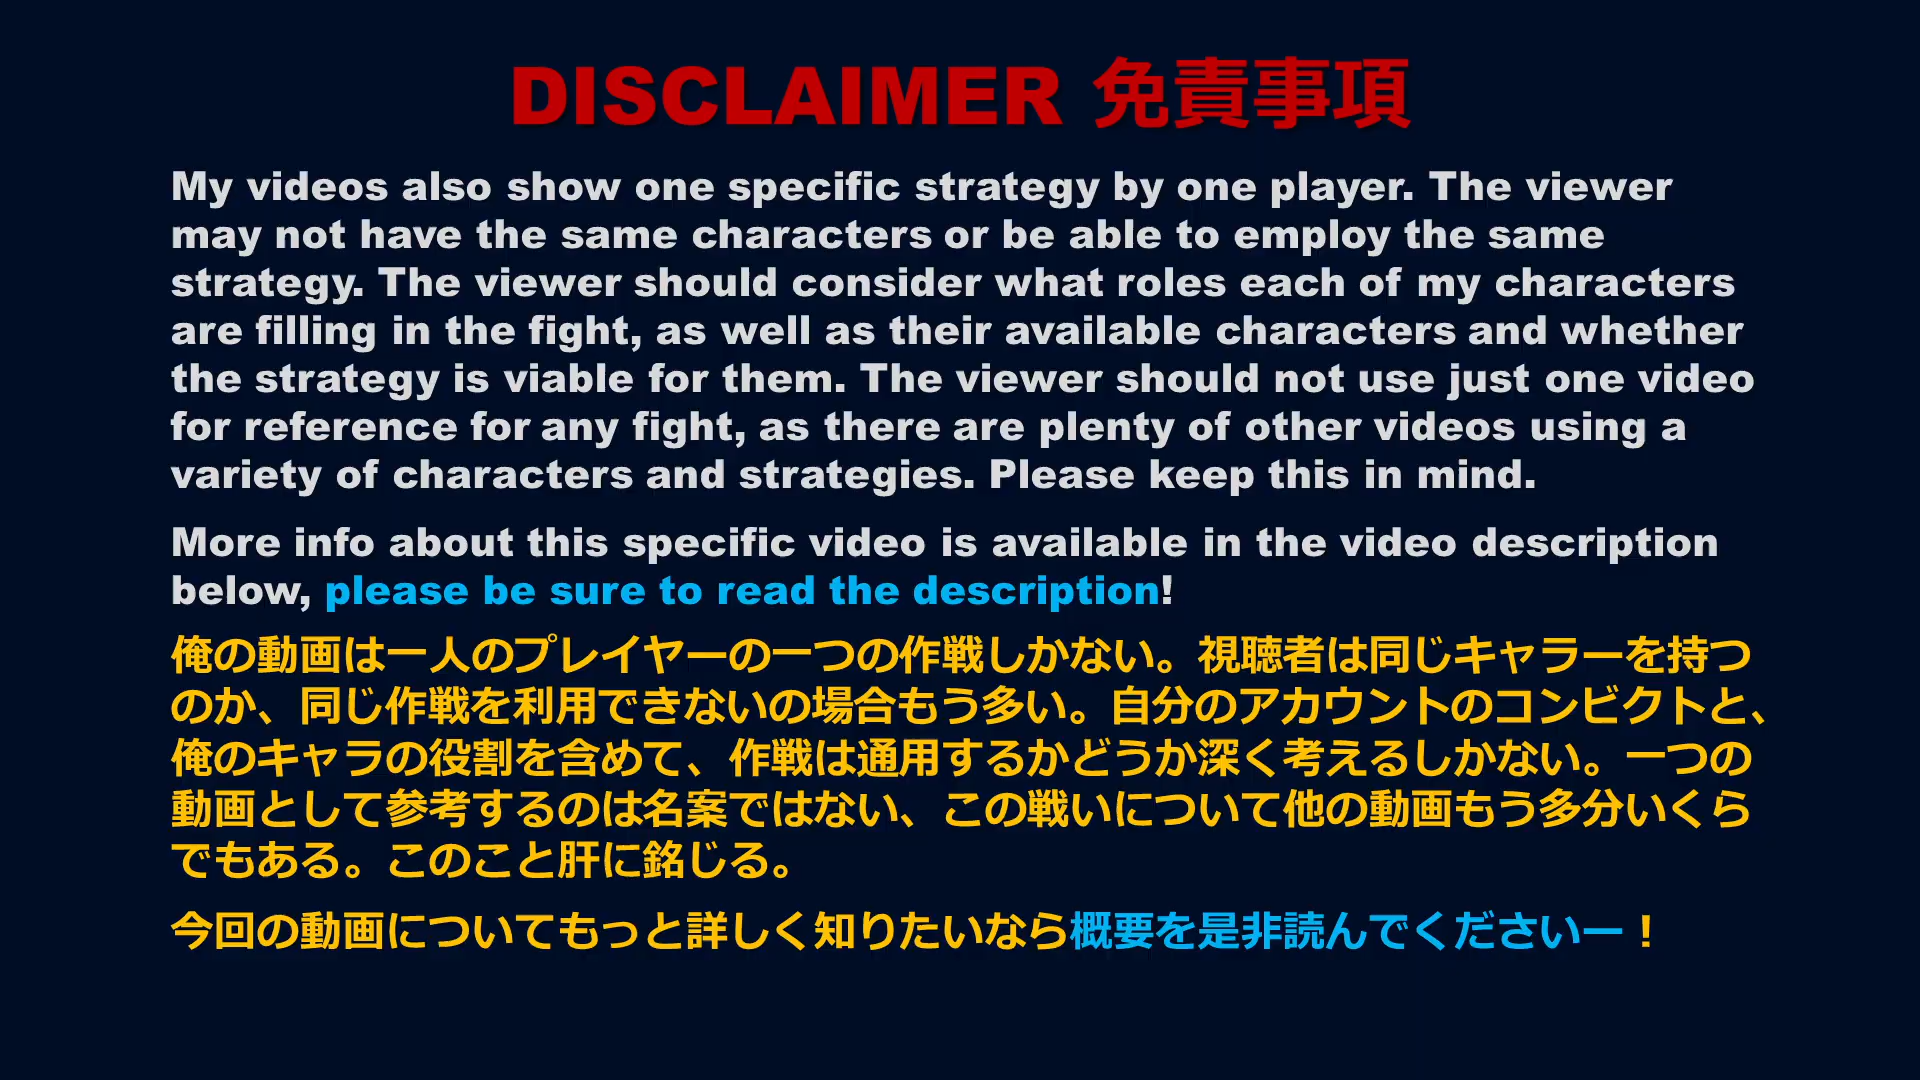 DISCLAIMER 免責事項
My videos also show one specific strategy by one player. The viewer
may not have the same characters or be able to employ the same
strategy. The viewer should consider what roles each of my characters
are filling in the fight, as well as their available characters and whether
the strategy is viable for them. The viewer should not use just one video
for reference for any fight, as there are plenty of other videos using a
variety of characters and strategies. Please keep this in mind.
More info about this specific video is available in the video description
below, please be sure to read the description!
俺の動画は一人のプレイヤーの一つの作戦しかない。視聴者は同じキャラーを持つ
のか、同じ作戦を利用できないの場合もう多い。自分のアカウントのコンビクトと、
俺のキャラの役割を含めて、作戦は通用するかどうか深く考えるしかない。一つの
動画として参考するのは名案ではない、この戦いについて他の動画もう多分いくら
でもある。このこと肝に銘じる。
今回の動画についてもっと詳しく知りたいなら概要を是非読んでくださいー！